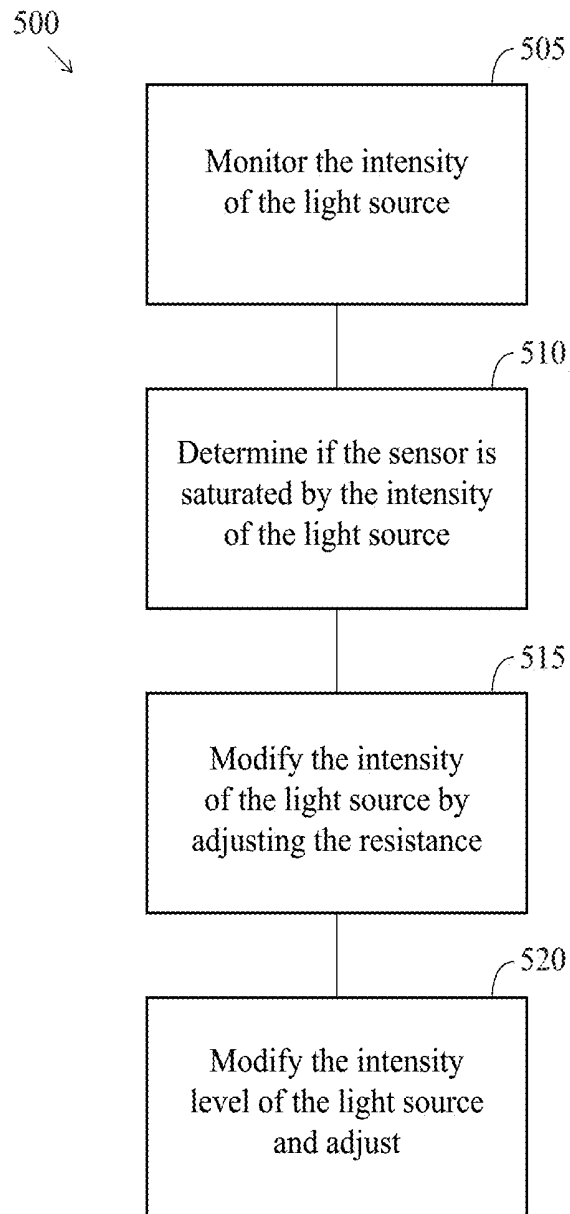 500
505
Monitor the intensity
of the light source
510
Determine if the sensor is
saturated by the intensity
of the light source
515
Modify the intensity
of the light source by
adjusting the resistance
520
Modify the intensity
level of the light source
and adjust